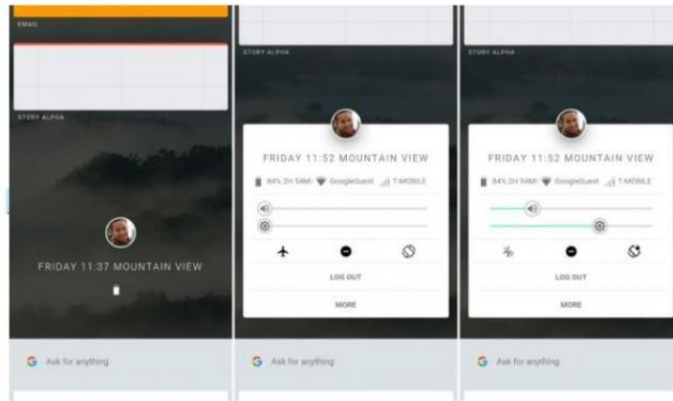 EMAIL
STORY ALPHA
FRIDAY 11:37 MOUNTAIN VIEW
G Ask for anything
STORY ALPHA
FRIDAY 11:52 MOUNTAIN VIEW
84% 2H 54M GoogleGuest T-MOBILE
LOG OUT
MORE
G Ask for anything
STORY ALPHA
FRIDAY 11:52 MOUNTAIN VIEW
84% 2H 54M GoogleGuest T-MOBILE
LOG OUT
MORE
G Ask for anything